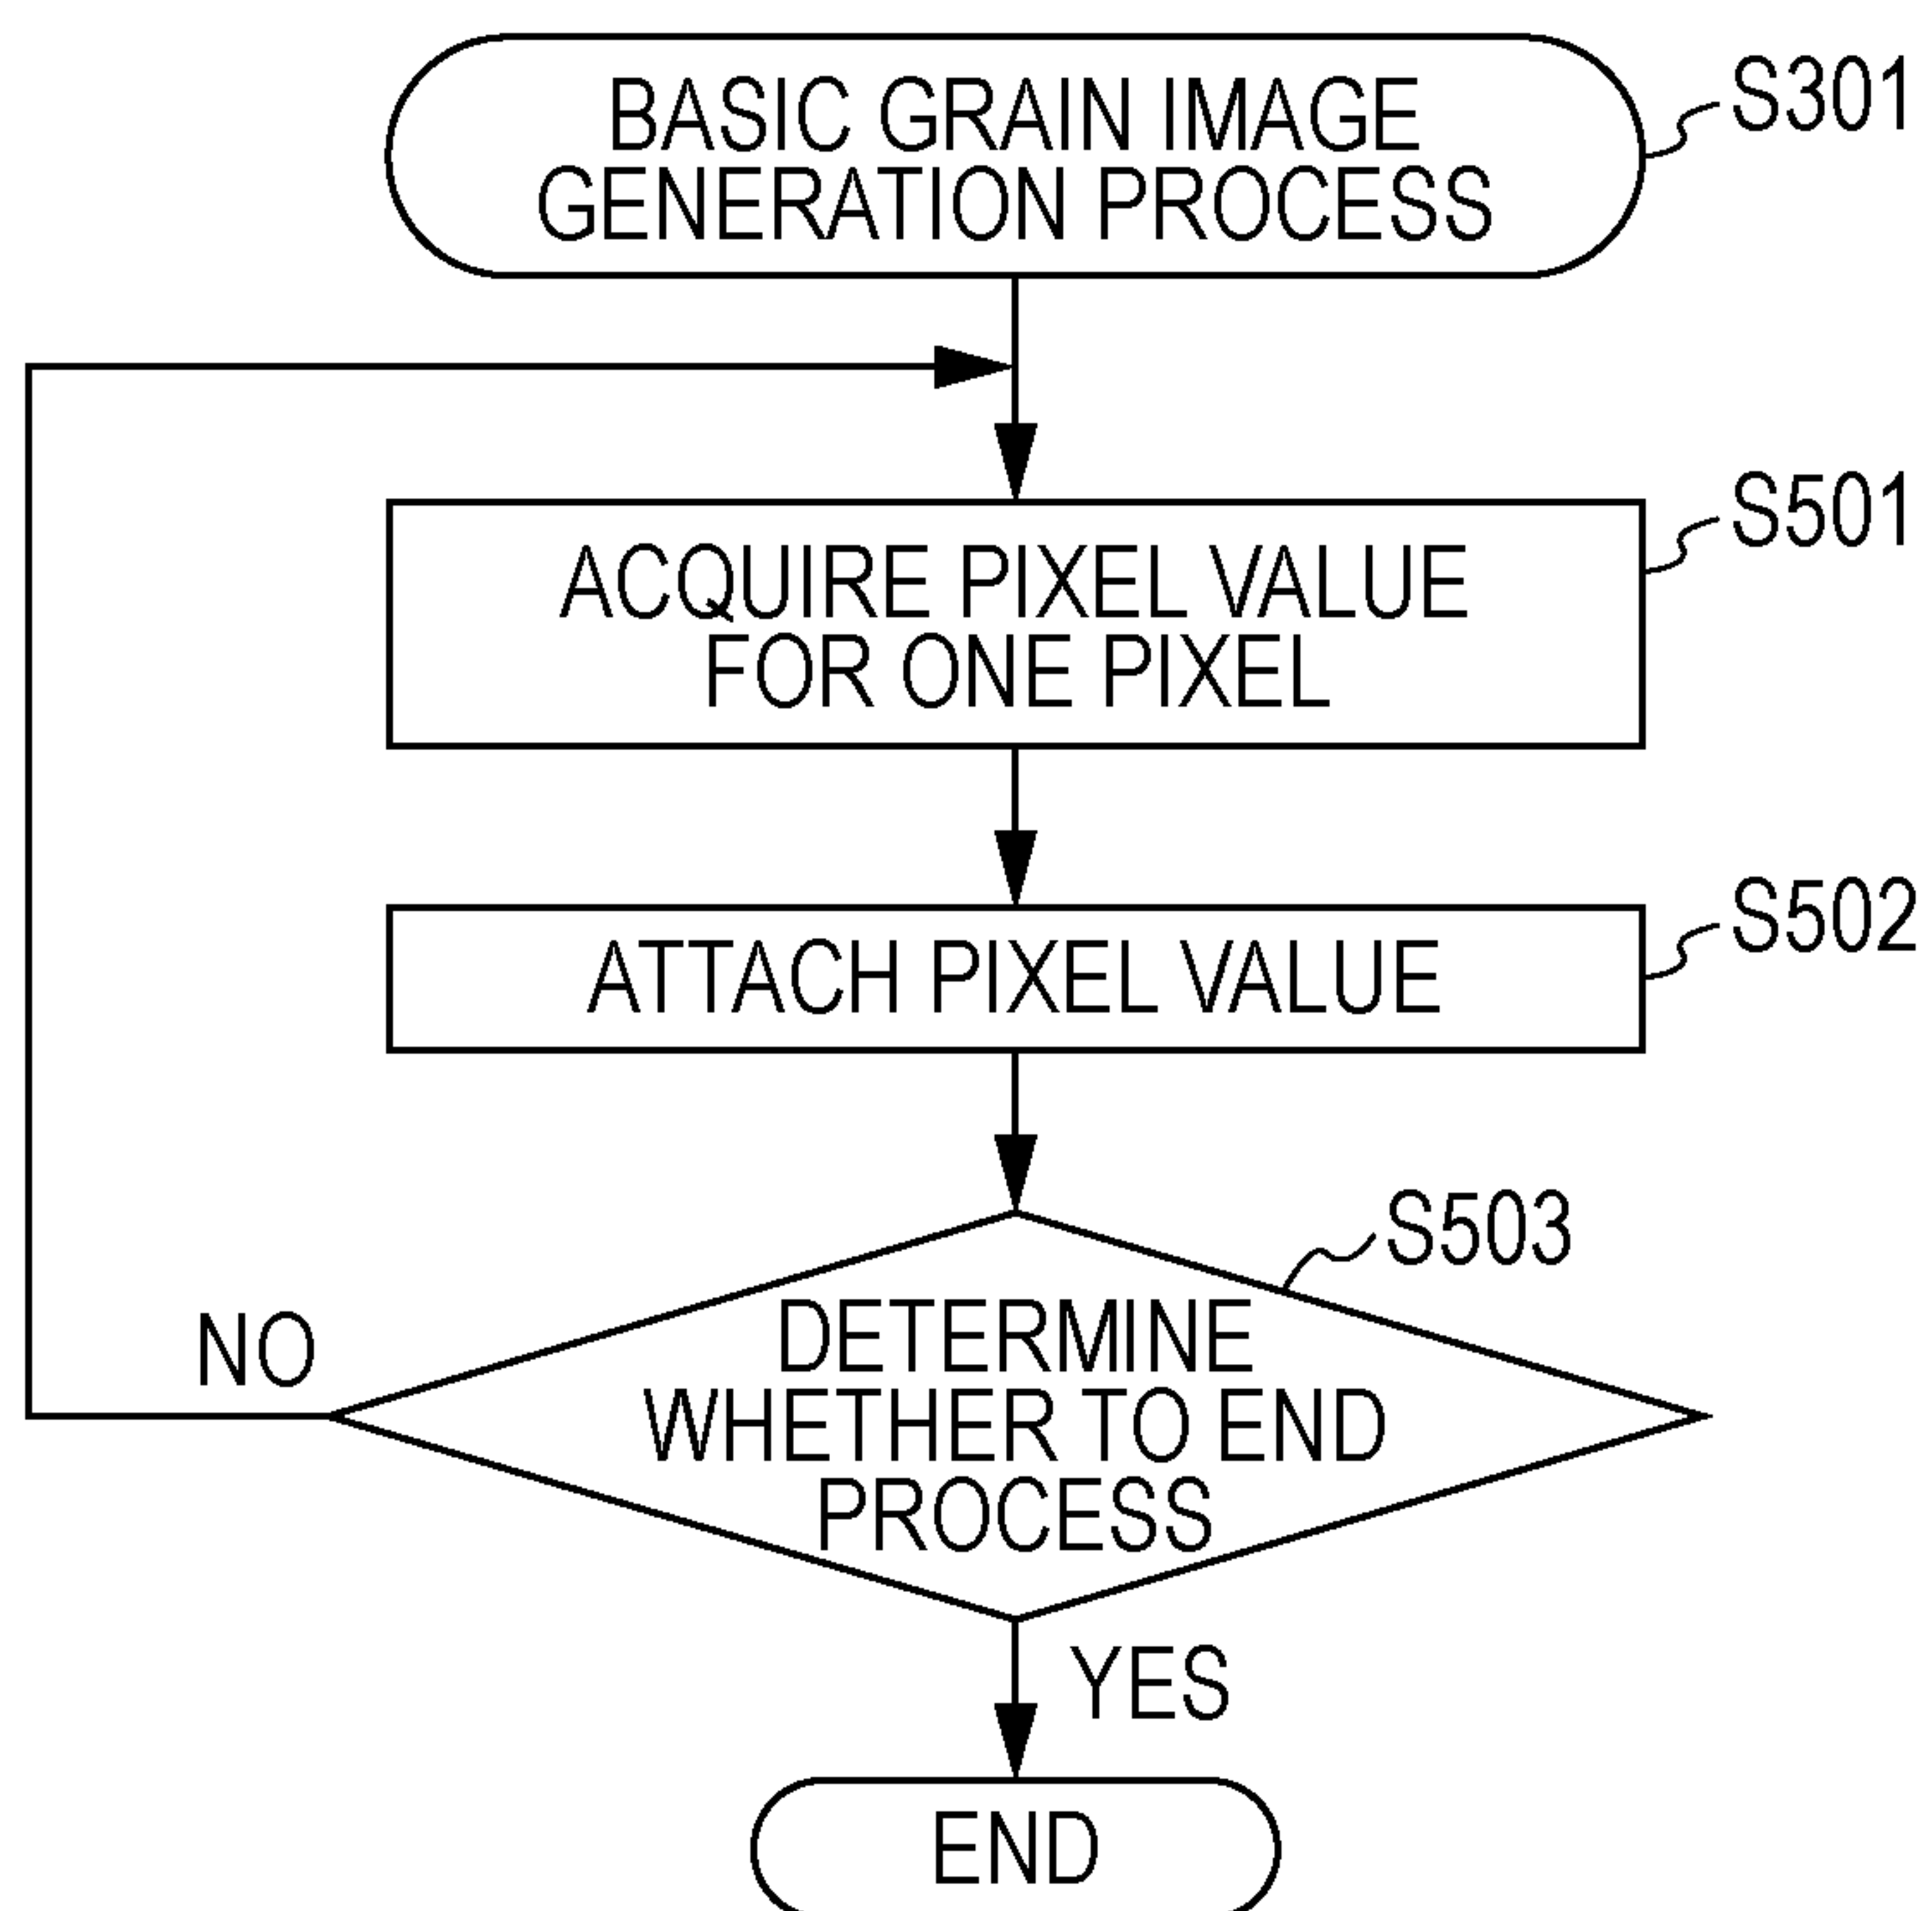 BASIC GRAIN IMAGE
GENERATION PROCESS
S301
ACQUIRE PIXEL VALUE
FOR ONE PIXEL
S501
ATTACH PIXEL VALUE
S502
S503
DETERMINE
WHETHER TO END
PROCESS
NO
YES
END